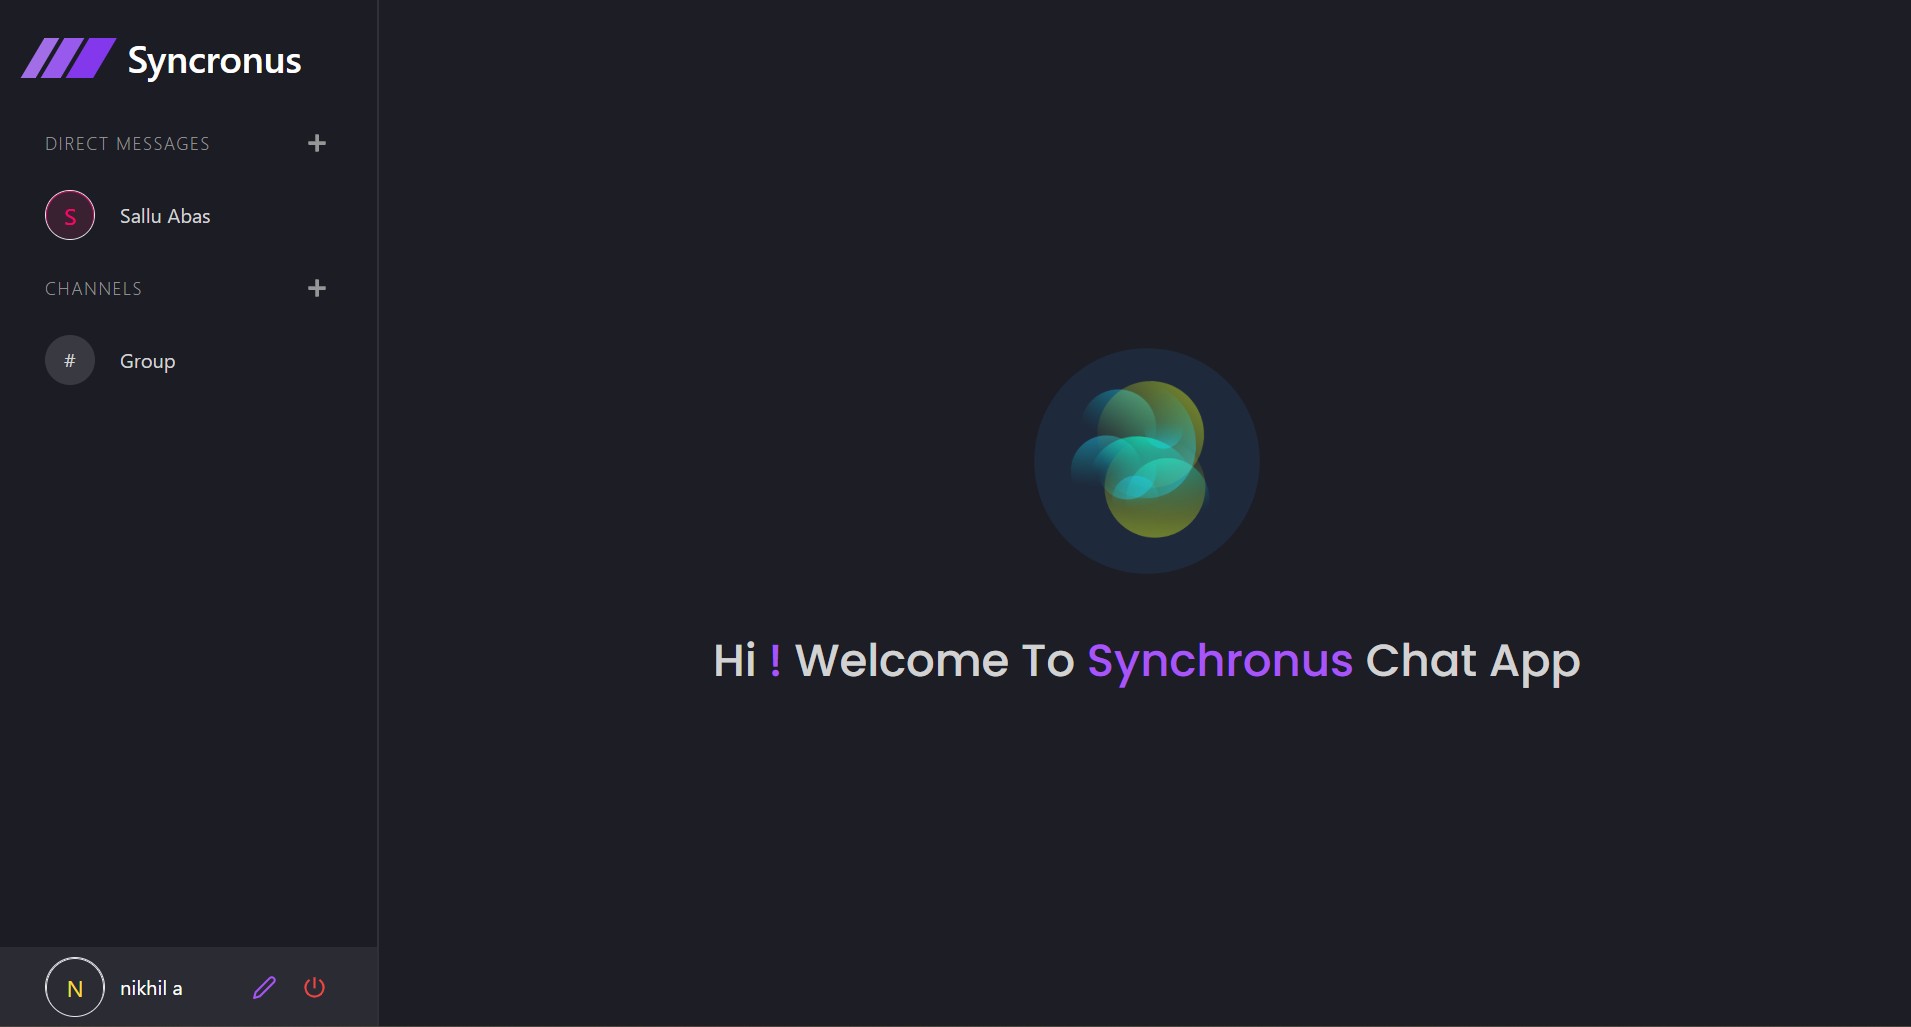 Syncronus
DIRECT MESSAGES
S
Sallu Abas
CHANNELS
#
Group
Hi ! Welcome To Synchronus Chat App
N
nikhil a